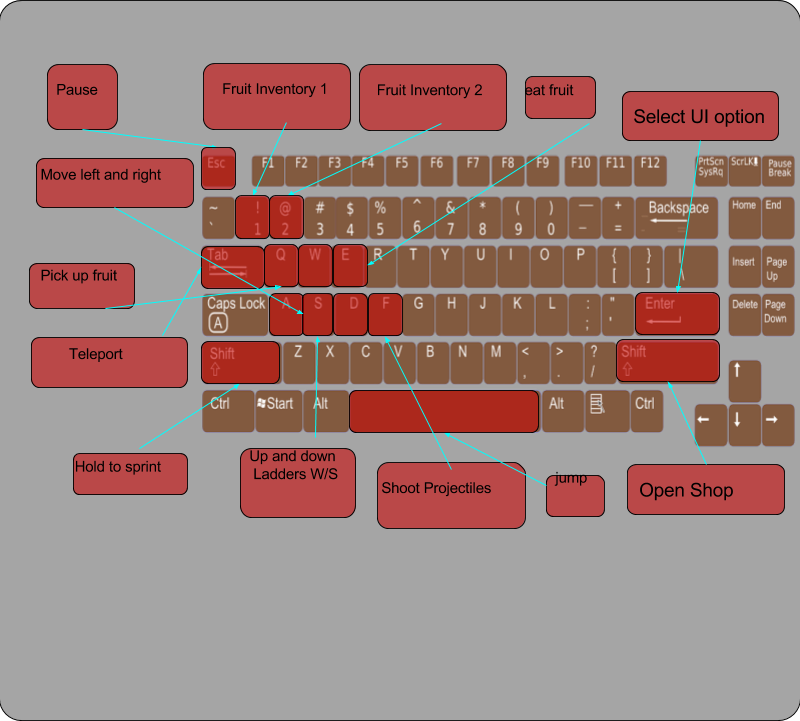 Pause
Fruit Inventory 1
Fruit Inventory 2
eat fruit
Select UI option
Move left and right
Esc
F1 F2 F3 F4 F5 F6 F7 F8 F9 F10 F11 F12
PrtScn SysRq
ScrLK
Pause Break
~ ! @ # $ % ^ & * ( ) — +
` 1 2 3 4 5 6 7 8 9 0 – =
Backspace
Home End
Pick up fruit
Tab Q W E R T Y U I O P { } |
[ ] \
Insert
Page Up
Caps Lock A S D F G H J K L : "
A ; '
Enter
Delete
Page Down
Teleport
Shift Z X C V B N M < > ? Shift
, . /
Ctrl Start Alt Alt Ctrl
Hold to sprint
Up and down
Ladders W/S
Shoot Projectiles
jump
Open Shop